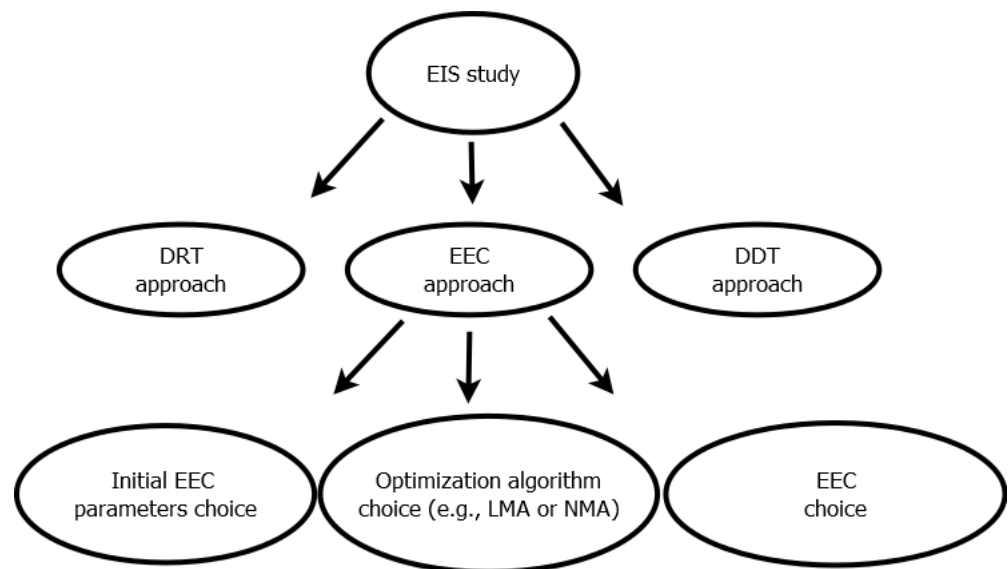 EIS study
DRT
approach
EEC
approach
DDT
approach
Initial EEC
parameters choice
Optimization algorithm
choice (e.g., LMA or NMA)
EEC
choice